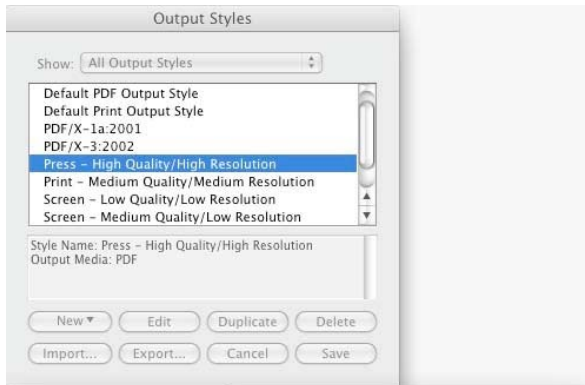 Output Styles
Show: All Output Styles
Default PDF Output Style
Default Print Output Style
PDF/X-1a:2001
PDF/X-3:2002
Press – High Quality/High Resolution
Print – Medium Quality/Medium Resolution
Screen – Low Quality/Low Resolution
Screen – Medium Quality/Low Resolution
Style Name: Press – High Quality/High Resolution
Output Media: PDF
New Edit Duplicate Delete
Import... Export... Cancel Save